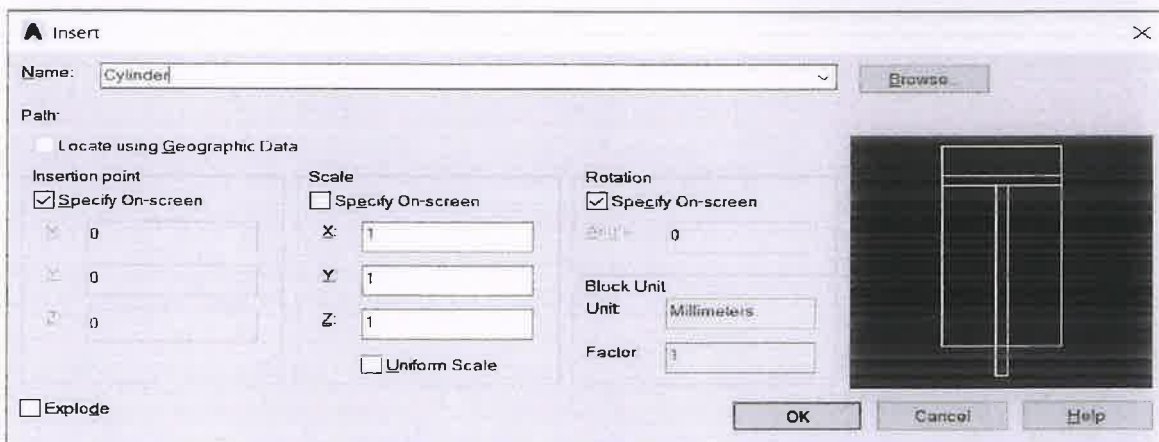 Insert
Name: Cylinder Browse...
Path:
Locate using Geographic Data
Insertion point
Specify On-screen
X: 0
Y: 0
Z: 0
Scale
Specify On-screen
X: 1
Y: 1
Z: 1
Uniform Scale
Rotation
Specify On-screen
Angle: 0
Block Unit
Unit: Millimeters
Factor 1
Explode
OK Cancel Help